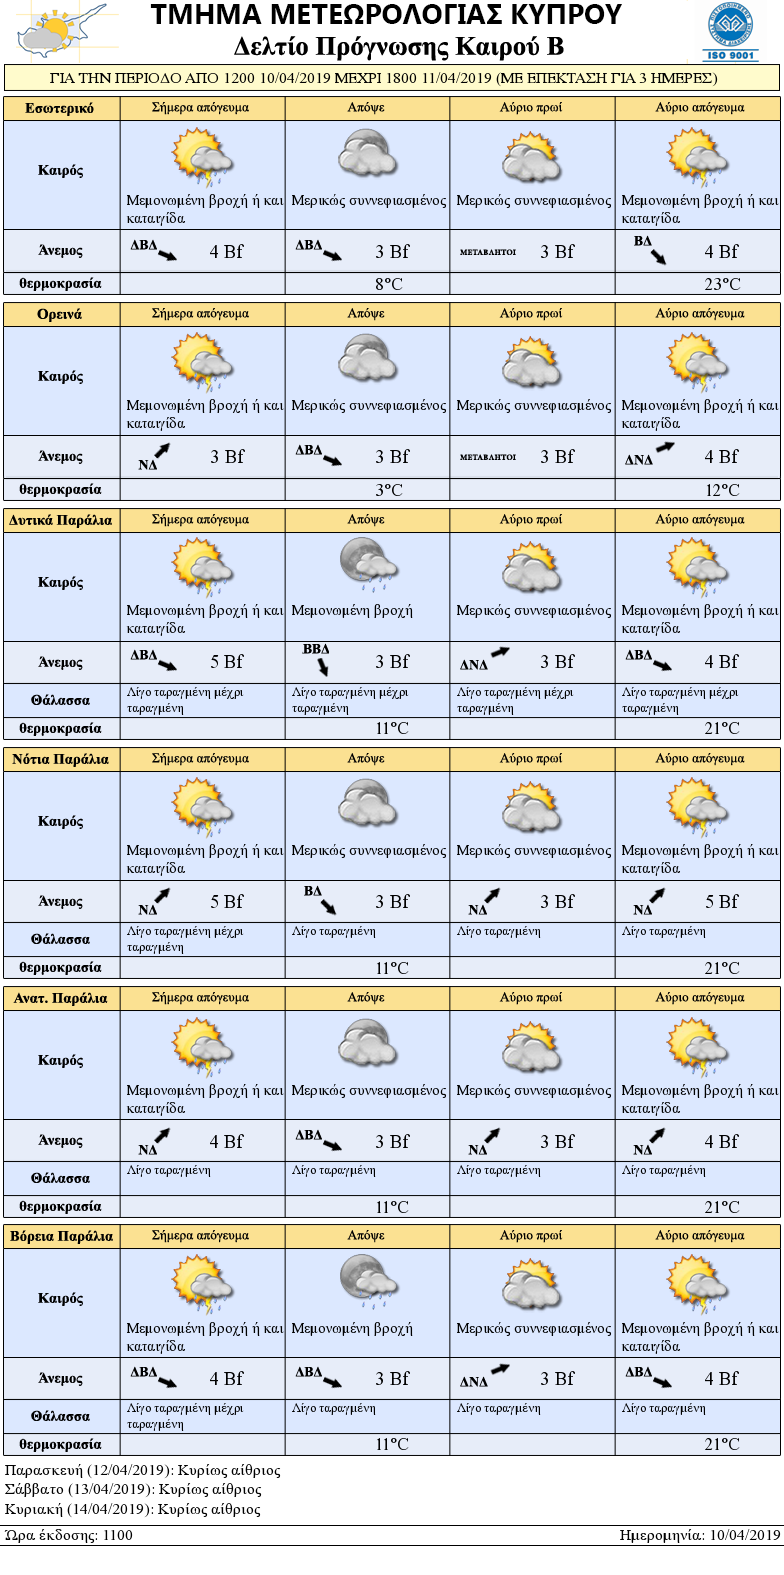 ΤΜΗΜΑ ΜΕΤΕΩΡΟΛΟΓΙΑΣ ΚΥΠΡΟΥ
Δελτίο Πρόγνωσης Καιρού Β
ISO 9001
ΓΙΑ ΤΗΝ ΠΕΡΙΟΔΟ ΑΠΟ 1200 10/04/2019 ΜΕΧΡΙ 1800 11/04/2019 (ΜΕ ΕΠΕΚΤΑΣΗ ΓΙΑ 3 ΗΜΕΡΕΣ)
Εσωτερικό Σήμερα απόγευμα Απόψε Αύριο πρωί Αύριο απόγευμα
Καιρός
Μεμονωμένη βροχή ή και Μερικώς συννεφιασμένος Μερικώς συννεφιασμένος Μεμονωμένη βροχή ή και
καταιγίδα καταιγίδα
Άνεμος ΔΒΔ 4 Bf ΔΒΔ 3 Bf ΜΕΤΑΒΛΗΤΟΙ 3 Bf ΒΔ 4 Bf
θερμοκρασία 8°C 23°C
Ορεινά Σήμερα απόγευμα Απόψε Αύριο πρωί Αύριο απόγευμα
Καιρός
Μεμονωμένη βροχή ή και Μερικώς συννεφιασμένος Μερικώς συννεφιασμένος Μεμονωμένη βροχή ή και
καταιγίδα καταιγίδα
Άνεμος ΝΔ 3 Bf ΔΒΔ 3 Bf ΜΕΤΑΒΛΗΤΟΙ 3 Bf ΔΝΔ 4 Bf
θερμοκρασία 3°C 12°C
Δυτικά Παράλια Σήμερα απόγευμα Απόψε Αύριο πρωί Αύριο απόγευμα
Καιρός
Μεμονωμένη βροχή ή και Μεμονωμένη βροχή Μερικώς συννεφιασμένος Μεμονωμένη βροχή ή και
καταιγίδα καταιγίδα
Άνεμος ΔΒΔ 5 Bf ΒΒΔ 3 Bf ΔΝΔ 3 Bf ΔΒΔ 4 Bf
Θάλασσα Λίγο ταραγμένη μέχρι Λίγο ταραγμένη μέχρι Λίγο ταραγμένη μέχρι Λίγο ταραγμένη μέχρι
ταραγμένη ταραγμένη ταραγμένη ταραγμένη
θερμοκρασία 11°C 21°C
Νότια Παράλια Σήμερα απόγευμα Απόψε Αύριο πρωί Αύριο απόγευμα
Καιρός
Μεμονωμένη βροχή ή και Μερικώς συννεφιασμένος Μερικώς συννεφιασμένος Μεμονωμένη βροχή ή και
καταιγίδα καταιγίδα
Άνεμος ΝΔ 5 Bf ΒΔ 3 Bf ΝΔ 3 Bf ΝΔ 5 Bf
Θάλασσα Λίγο ταραγμένη μέχρι Λίγο ταραγμένη Λίγο ταραγμένη Λίγο ταραγμένη
ταραγμένη
θερμοκρασία 11°C 21°C
Ανατ. Παράλια Σήμερα απόγευμα Απόψε Αύριο πρωί Αύριο απόγευμα
Καιρός
Μεμονωμένη βροχή ή και Μερικώς συννεφιασμένος Μερικώς συννεφιασμένος Μεμονωμένη βροχή ή και
καταιγίδα καταιγίδα
Άνεμος ΝΔ 4 Bf ΔΒΔ 3 Bf ΝΔ 3 Bf ΝΔ 4 Bf
Θάλασσα Λίγο ταραγμένη Λίγο ταραγμένη Λίγο ταραγμένη Λίγο ταραγμένη
θερμοκρασία 11°C 21°C
Βόρεια Παράλια Σήμερα απόγευμα Απόψε Αύριο πρωί Αύριο απόγευμα
Καιρός
Μεμονωμένη βροχή ή και Μεμονωμένη βροχή Μερικώς συννεφιασμένος Μεμονωμένη βροχή ή και
καταιγίδα καταιγίδα
Άνεμος ΔΒΔ 4 Bf ΔΒΔ 3 Bf ΔΝΔ 3 Bf ΔΒΔ 4 Bf
Θάλασσα Λίγο ταραγμένη μέχρι Λίγο ταραγμένη Λίγο ταραγμένη Λίγο ταραγμένη
ταραγμένη
θερμοκρασία 11°C 21°C
Παρασκευή (12/04/2019): Κυρίως αίθριος
Σάββατο (13/04/2019): Κυρίως αίθριος
Κυριακή (14/04/2019): Κυρίως αίθριος
Ώρα έκδοσης: 1100 Ημερομηνία: 10/04/2019